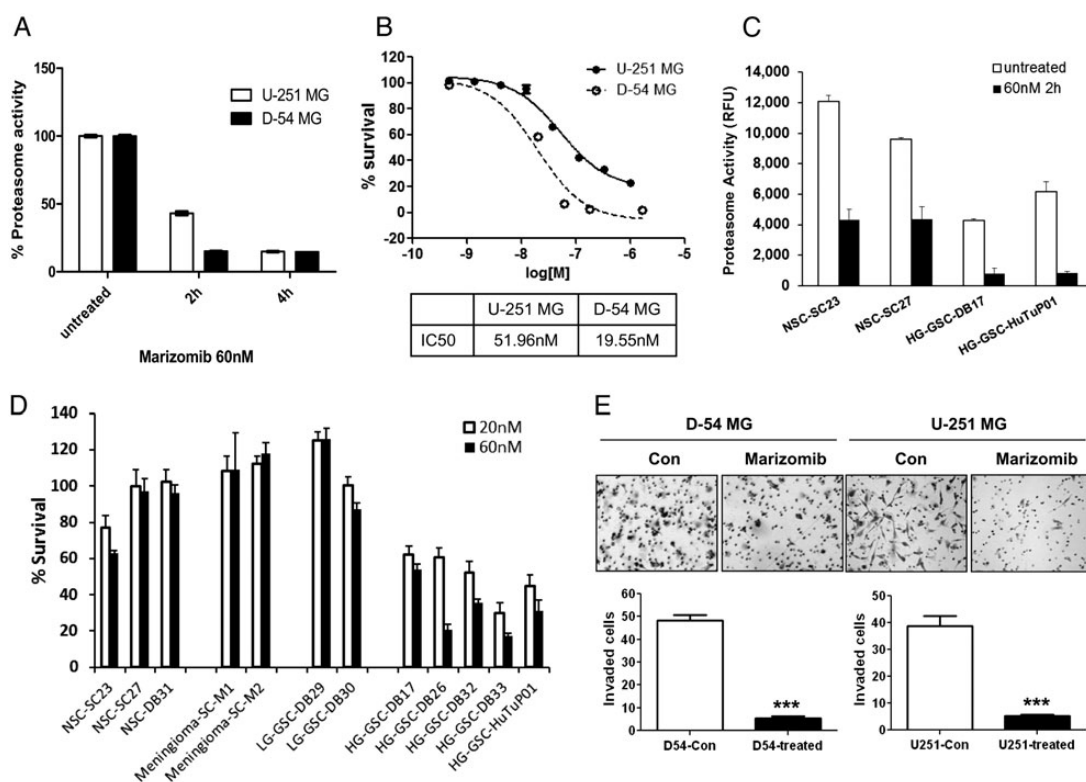 A
% Proteasome activity
150
100
50
0
U-251 MG
D-54 MG
untreated
2h
4h
Marizomib 60nM
B
% survival
120
100
80
60
40
20
0
-20
U-251 MG
D-54 MG
-10
-9
-8
-7
-6
-5
log[M]
U-251 MG D-54 MG
IC50 51.96nM 19.55nM
C
Proteasome Activity (RFU)
14,000
12,000
10,000
8,000
6,000
4,000
2,000
0
untreated
60nM 2h
NSC-SC23
NSC-SC27
HG-GSC-DB17
HG-GSC-HuTuP01
D
% Survival
140
120
100
80
60
40
20
0
20nM
60nM
NSC-SC23
NSC-SC27
NSC-DB31
Meningioma-SC-M1
Meningioma-SC-M2
LG-GSC-DB29
LG-GSC-DB30
HG-GSC-DB17
HG-GSC-DB26
HG-GSC-DB32
HG-GSC-DB33
HG-GSC-HuTuP01
E
D-54 MG U-251 MG
Con Marizomib Con Marizomib
Invaded cells
60
50
40
30
20
10
0
***
D54-Con D54-treated
Invaded cells
50
40
30
20
10
0
***
U251-Con U251-treated